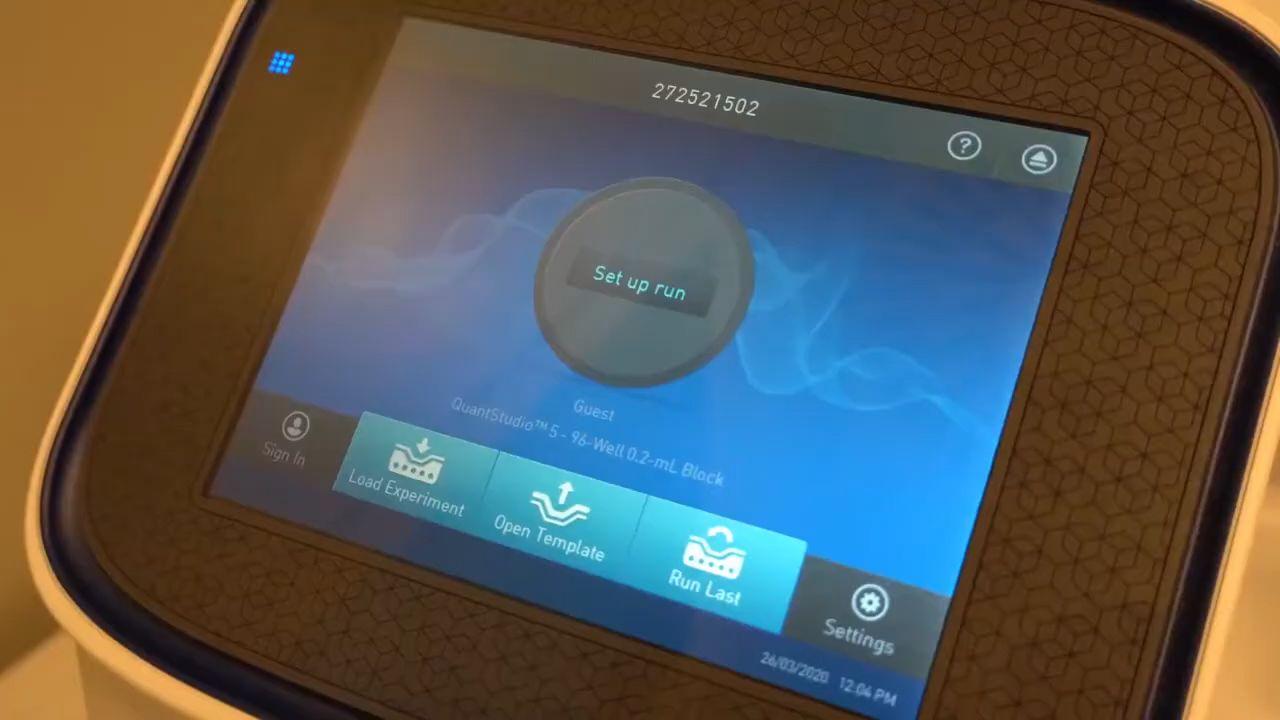 272521502
?
Set up run
Guest
QuantStudio™ 5 - 96-Well 0.2-mL Block
Sign In
Load Experiment
Open Template
Run Last
Settings
26/03/2020 12:04 PM